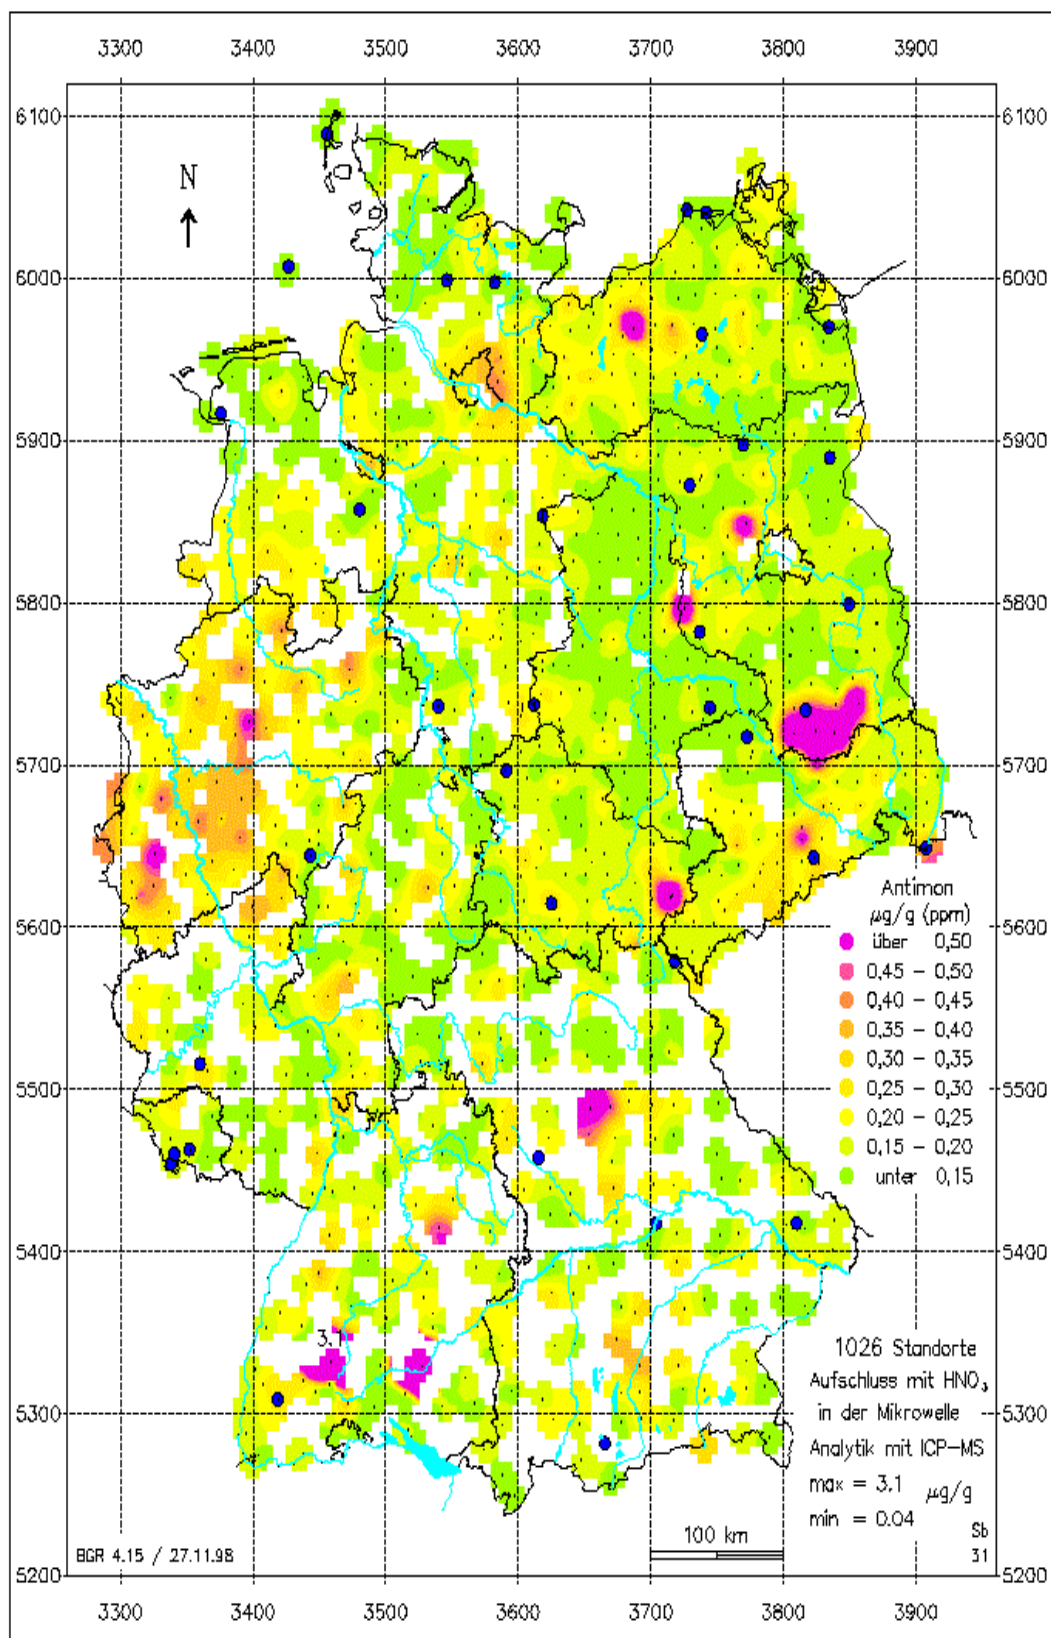 3300 3400 3500 3600 3700 3800 3900
6100 6100
N
6000 6000
5900 5900
5800 5800
5700 5700
Antimon
µg/g (ppm)
über 0,50
0,45 – 0,50
5600 5600
0,40 – 0,45
0,35 – 0,40
0,30 – 0,35
0,25 – 0,30
0,20 – 0,25
0,15 – 0,20
unter 0,15
5500 5500
5400 5400
3.1
1026 Standorte
Aufschluss mit HNO₃
in der Mikrowelle
Analytik mit ICP–MS
max = 3.1 µg/g
min = 0.04
5300 5300
100 km
Sb
31
BGR 4.15 / 27.11.98
5200 5200
3300 3400 3500 3600 3700 3800 3900